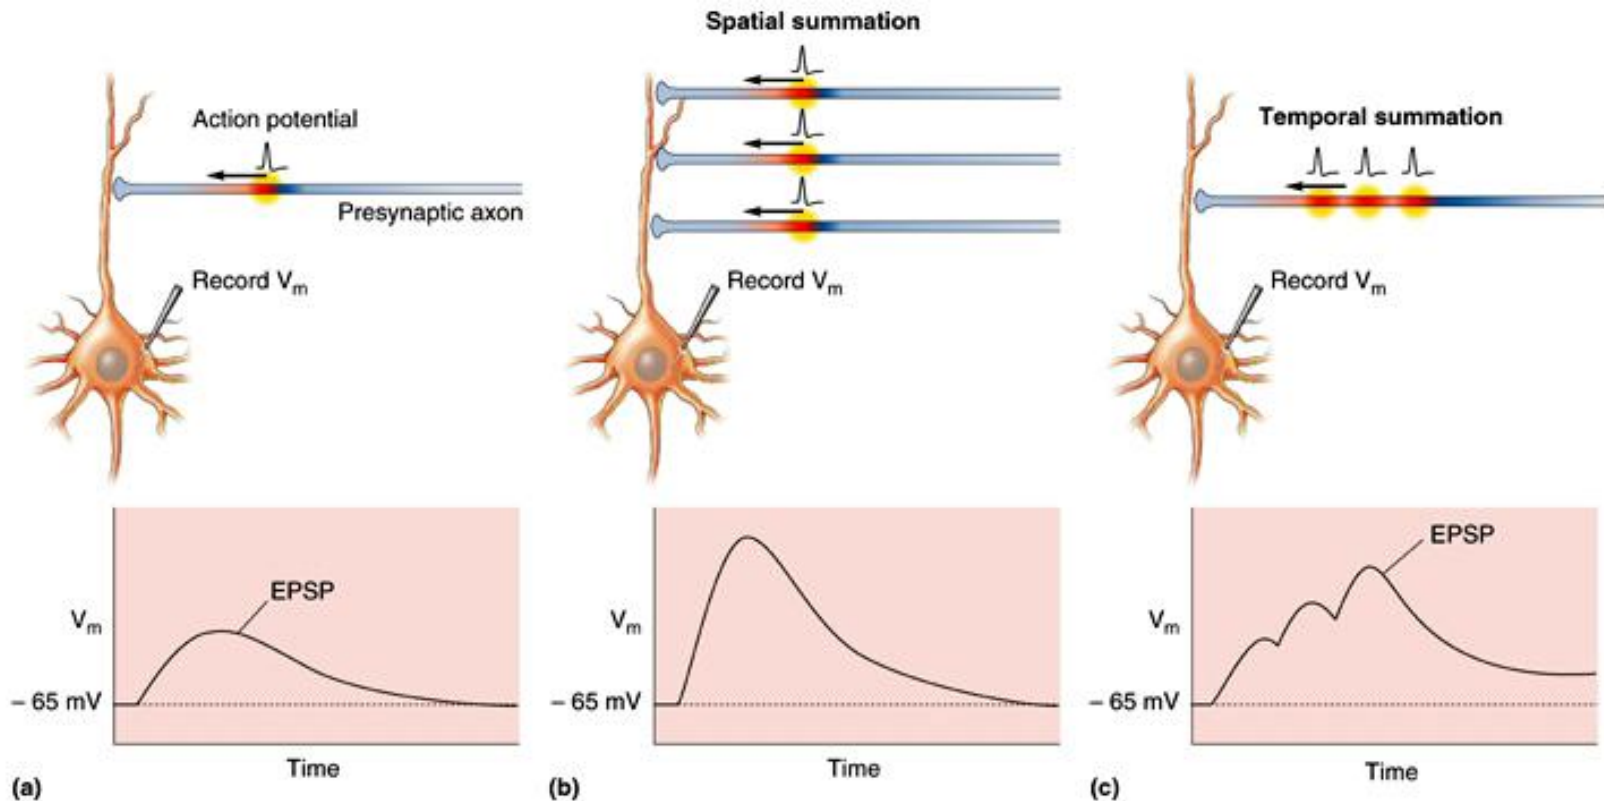 Action potential
Presynaptic axon
Record Vm
EPSP
Vm
– 65 mV
Time
(a)
Spatial summation
Record Vm
Vm
– 65 mV
Time
(b)
Temporal summation
Record Vm
EPSP
Vm
– 65 mV
Time
(c)